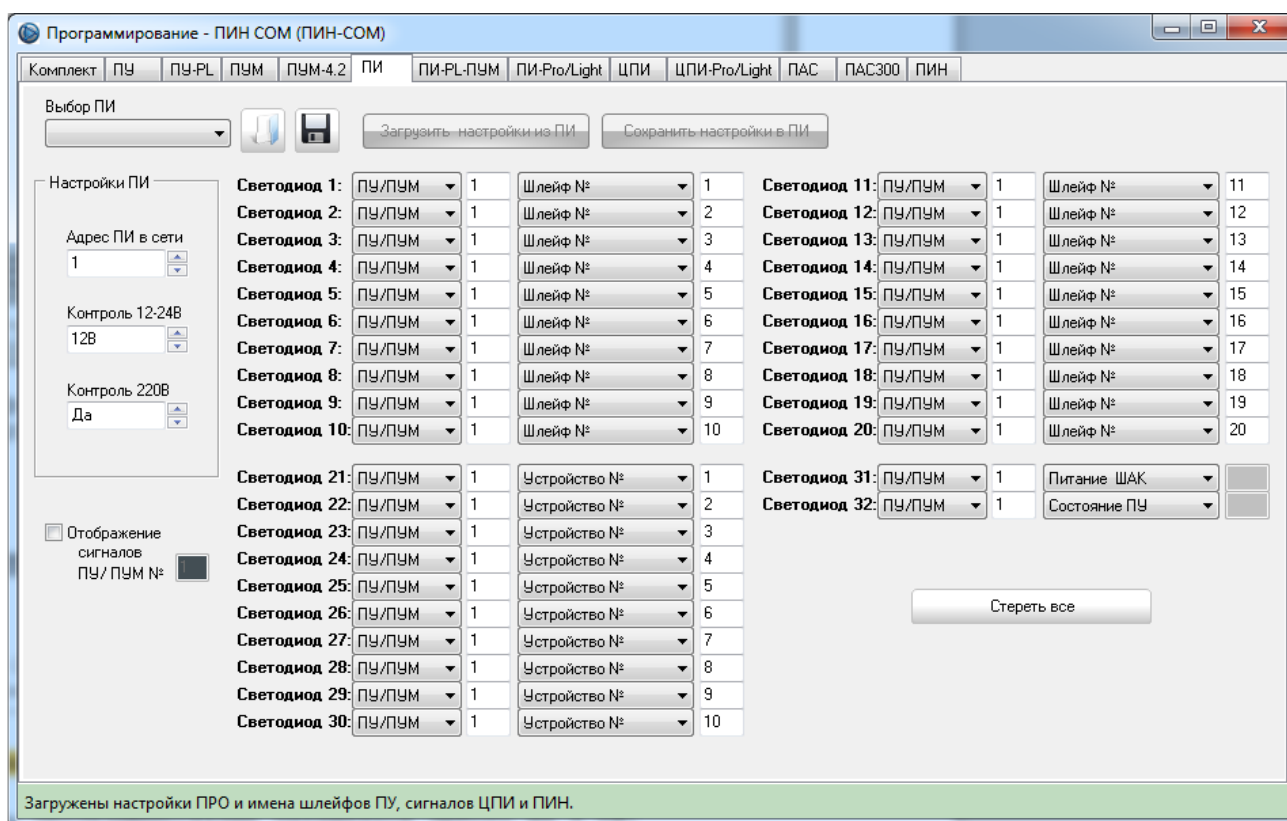 Программирование - ПИН COM (ПИН-COM)
Комплект ПУ ПУ-PL ПУМ ПУМ-4.2 ПИ ПИ-PL-ПУМ ПИ-Pro/Light ЦПИ ЦПИ-Pro/Light ПАС ПАС300 ПИН
Выбор ПИ
Загрузить настройки из ПИ Сохранить настройки в ПИ
Настройки ПИ
Адрес ПИ в сети
1
Контроль 12-24В
12В
Контроль 220В
Да
Отображение
сигналов
ПУ/ ПУМ №
1
Светодиод 1: ПУ/ПУМ 1 Шлейф № 1
Светодиод 2: ПУ/ПУМ 1 Шлейф № 2
Светодиод 3: ПУ/ПУМ 1 Шлейф № 3
Светодиод 4: ПУ/ПУМ 1 Шлейф № 4
Светодиод 5: ПУ/ПУМ 1 Шлейф № 5
Светодиод 6: ПУ/ПУМ 1 Шлейф № 6
Светодиод 7: ПУ/ПУМ 1 Шлейф № 7
Светодиод 8: ПУ/ПУМ 1 Шлейф № 8
Светодиод 9: ПУ/ПУМ 1 Шлейф № 9
Светодиод 10: ПУ/ПУМ 1 Шлейф № 10
Светодиод 11: ПУ/ПУМ 1 Шлейф № 11
Светодиод 12: ПУ/ПУМ 1 Шлейф № 12
Светодиод 13: ПУ/ПУМ 1 Шлейф № 13
Светодиод 14: ПУ/ПУМ 1 Шлейф № 14
Светодиод 15: ПУ/ПУМ 1 Шлейф № 15
Светодиод 16: ПУ/ПУМ 1 Шлейф № 16
Светодиод 17: ПУ/ПУМ 1 Шлейф № 17
Светодиод 18: ПУ/ПУМ 1 Шлейф № 18
Светодиод 19: ПУ/ПУМ 1 Шлейф № 19
Светодиод 20: ПУ/ПУМ 1 Шлейф № 20
Светодиод 21: ПУ/ПУМ 1 Устройство № 1
Светодиод 22: ПУ/ПУМ 1 Устройство № 2
Светодиод 23: ПУ/ПУМ 1 Устройство № 3
Светодиод 24: ПУ/ПУМ 1 Устройство № 4
Светодиод 25: ПУ/ПУМ 1 Устройство № 5
Светодиод 26: ПУ/ПУМ 1 Устройство № 6
Светодиод 27: ПУ/ПУМ 1 Устройство № 7
Светодиод 28: ПУ/ПУМ 1 Устройство № 8
Светодиод 29: ПУ/ПУМ 1 Устройство № 9
Светодиод 30: ПУ/ПУМ 1 Устройство № 10
Светодиод 31: ПУ/ПУМ 1 Питание ШАК
Светодиод 32: ПУ/ПУМ 1 Состояние ПУ
Стереть все
Загружены настройки ПРО и имена шлейфов ПУ, сигналов ЦПИ и ПИН.